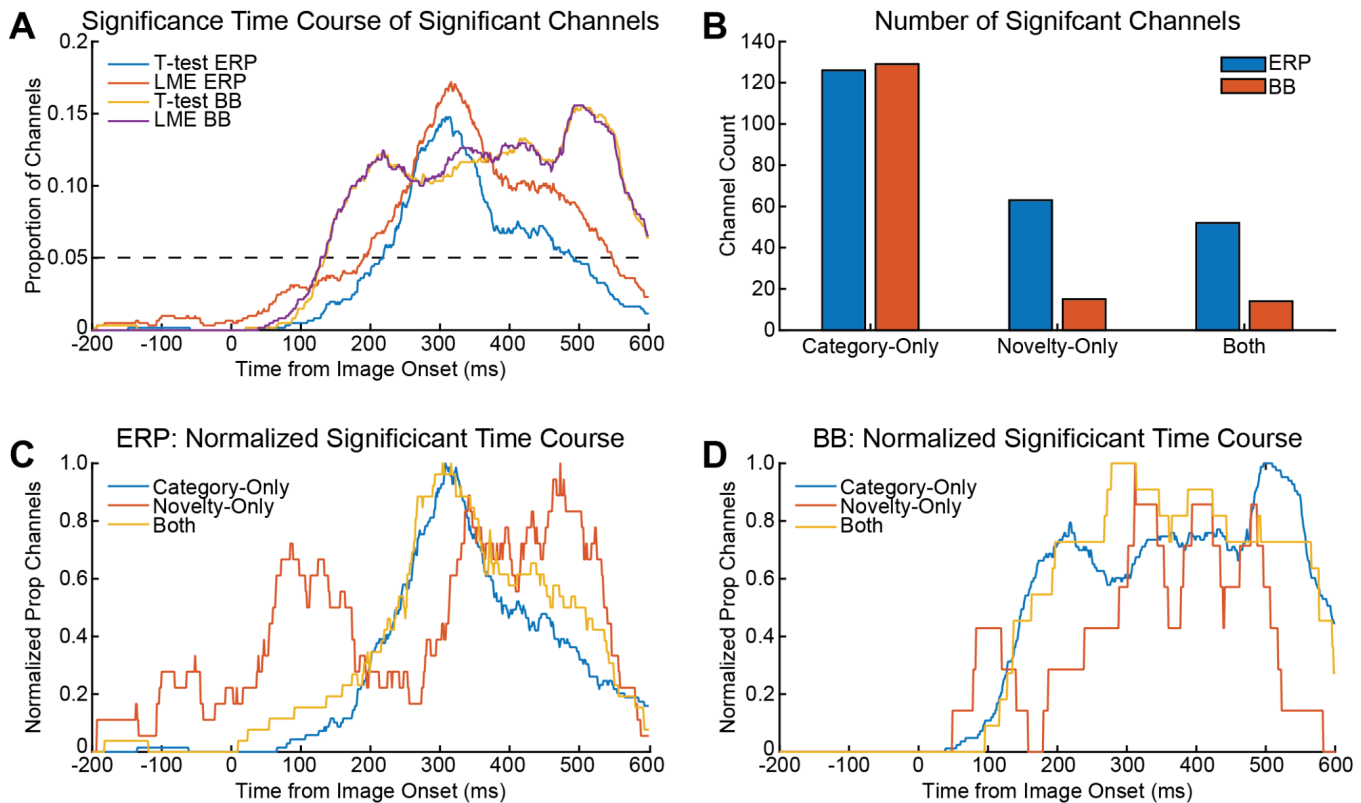 A
Significance Time Course of Significant Channels
0.2
0.15
0.10
0.05
0
Proportion of Channels
T-test ERP
LME ERP
T-test BB
LME BB
-200 -100 0 100 200 300 400 500 600
Time from Image Onset (ms)
B
Number of Signifcant Channels
140
120
100
80
60
40
20
0
Channel Count
ERP
BB
Category-Only Novelty-Only Both
C
ERP: Normalized Significicant Time Course
1.0
0.8
0.6
0.4
0.2
0
Normalized Prop Channels
Category-Only
Novelty-Only
Both
-200 -100 0 100 200 300 400 500 600
Time from Image Onset (ms)
D
BB: Normalized Significicant Time Course
1.0
0.8
0.6
0.4
0.2
0
Normalized Prop Channels
Category-Only
Novelty-Only
Both
-200 -100 0 100 200 300 400 500 600
Time from Image Onset (ms)